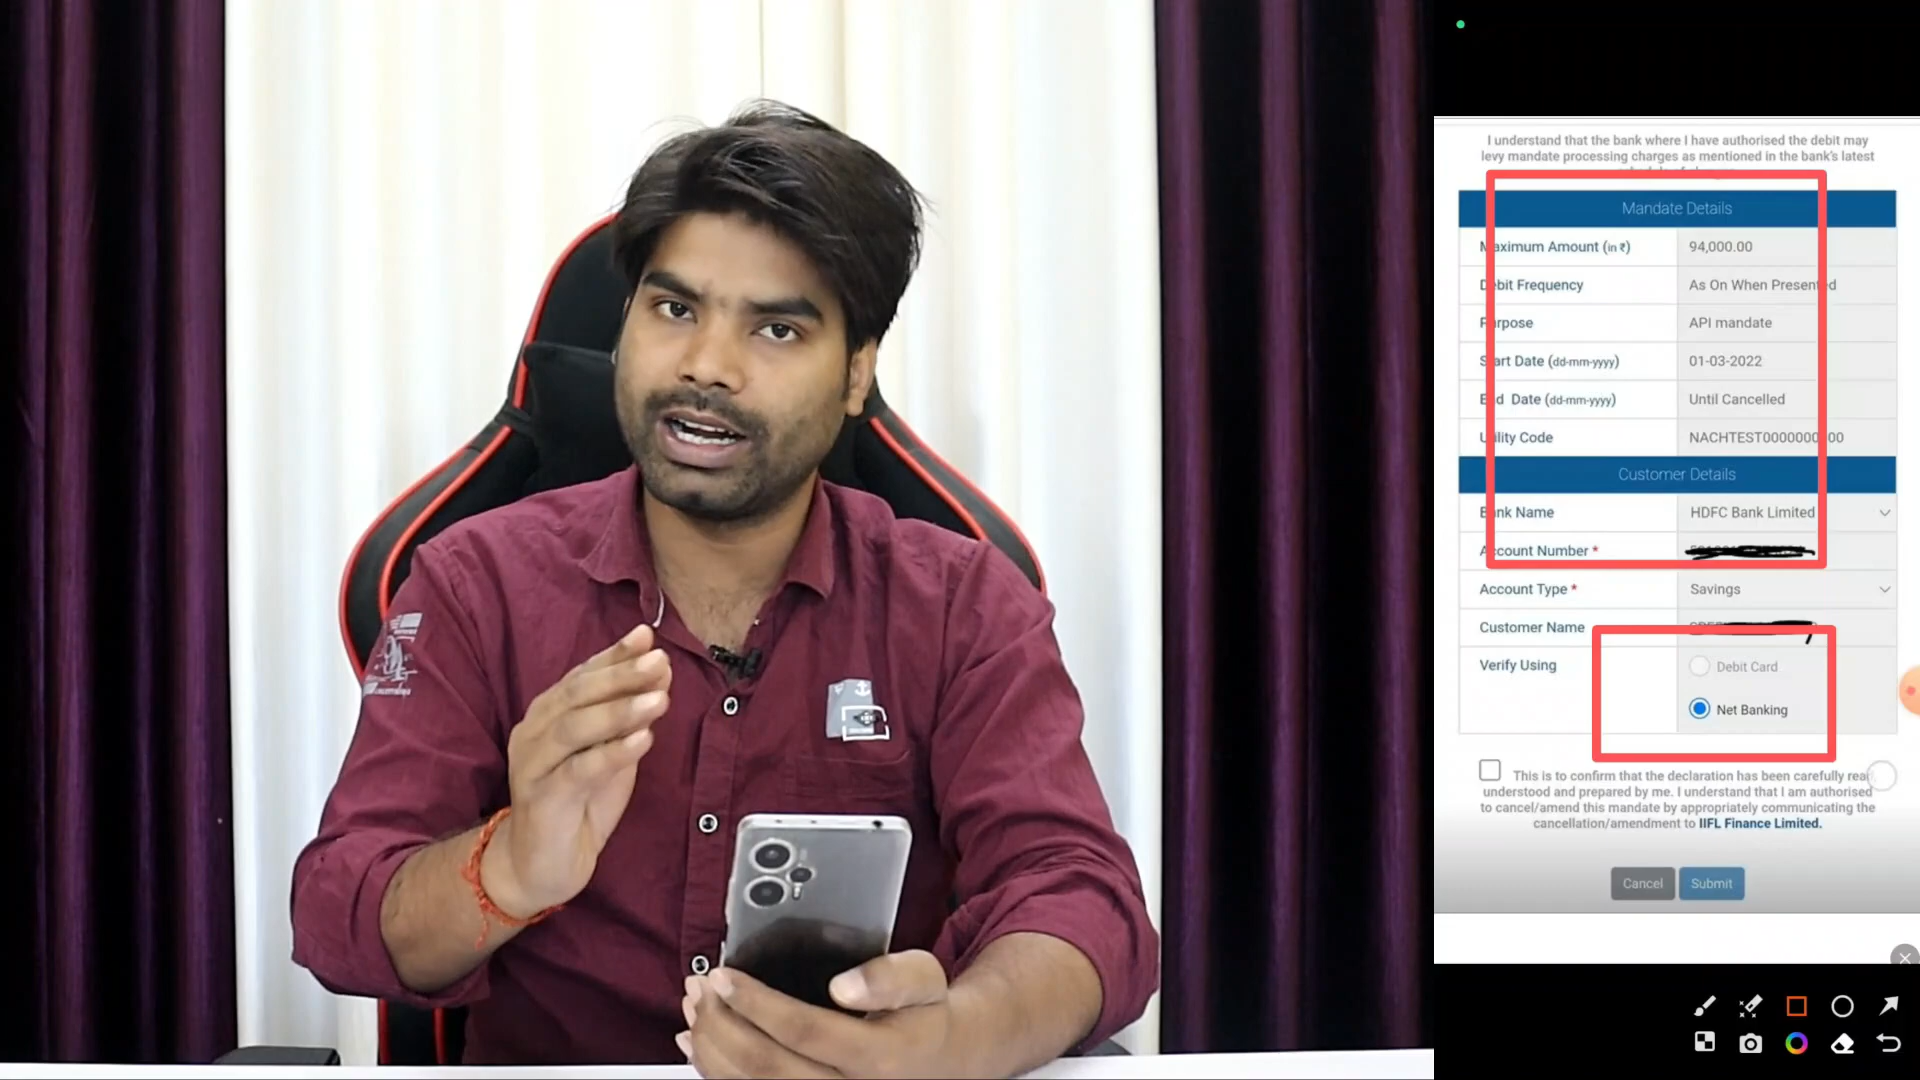 I understand that the bank where I have authorised the debit may
levy mandate processing charges as mentioned in the bank's latest
Mandate Details
Maximum Amount (in ₹) 94,000.00
Debit Frequency As On When Presented
Purpose API mandate
Start Date (dd-mm-yyyy) 01-03-2022
End Date (dd-mm-yyyy) Until Cancelled
Utility Code
Customer Details
Bank Name HDFC Bank Limited
Account Number *
Account Type * Savings
Customer Name
Verify Using Debit Card
Net Banking
This is to confirm that the declaration has been carefully read,
understood and prepared by me. I understand that I am authorised
to cancel/amend this mandate by appropriately communicating the
cancellation/amendment to IIFL Finance Limited.
Cancel Submit